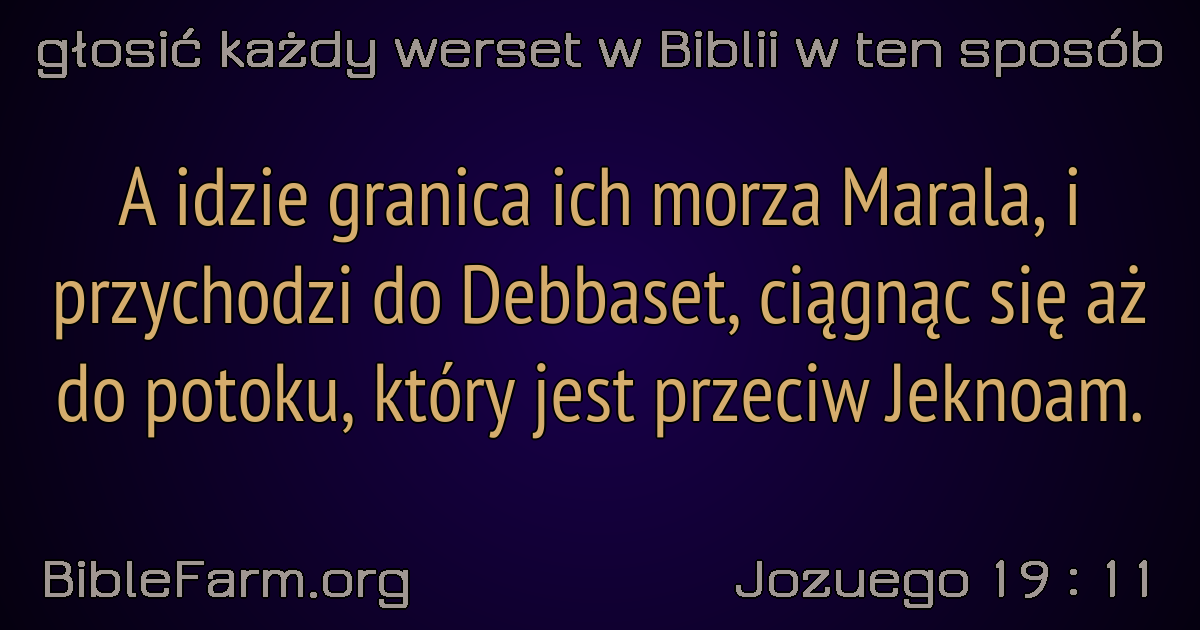 głosić każdy werset w Biblii w ten sposób
A idzie granica ich morza Marala, i
przychodzi do Debbaset, ciągnąc się aż
do potoku, który jest przeciw Jeknoam.
BibleFarm.org
Jozuego 19 : 11